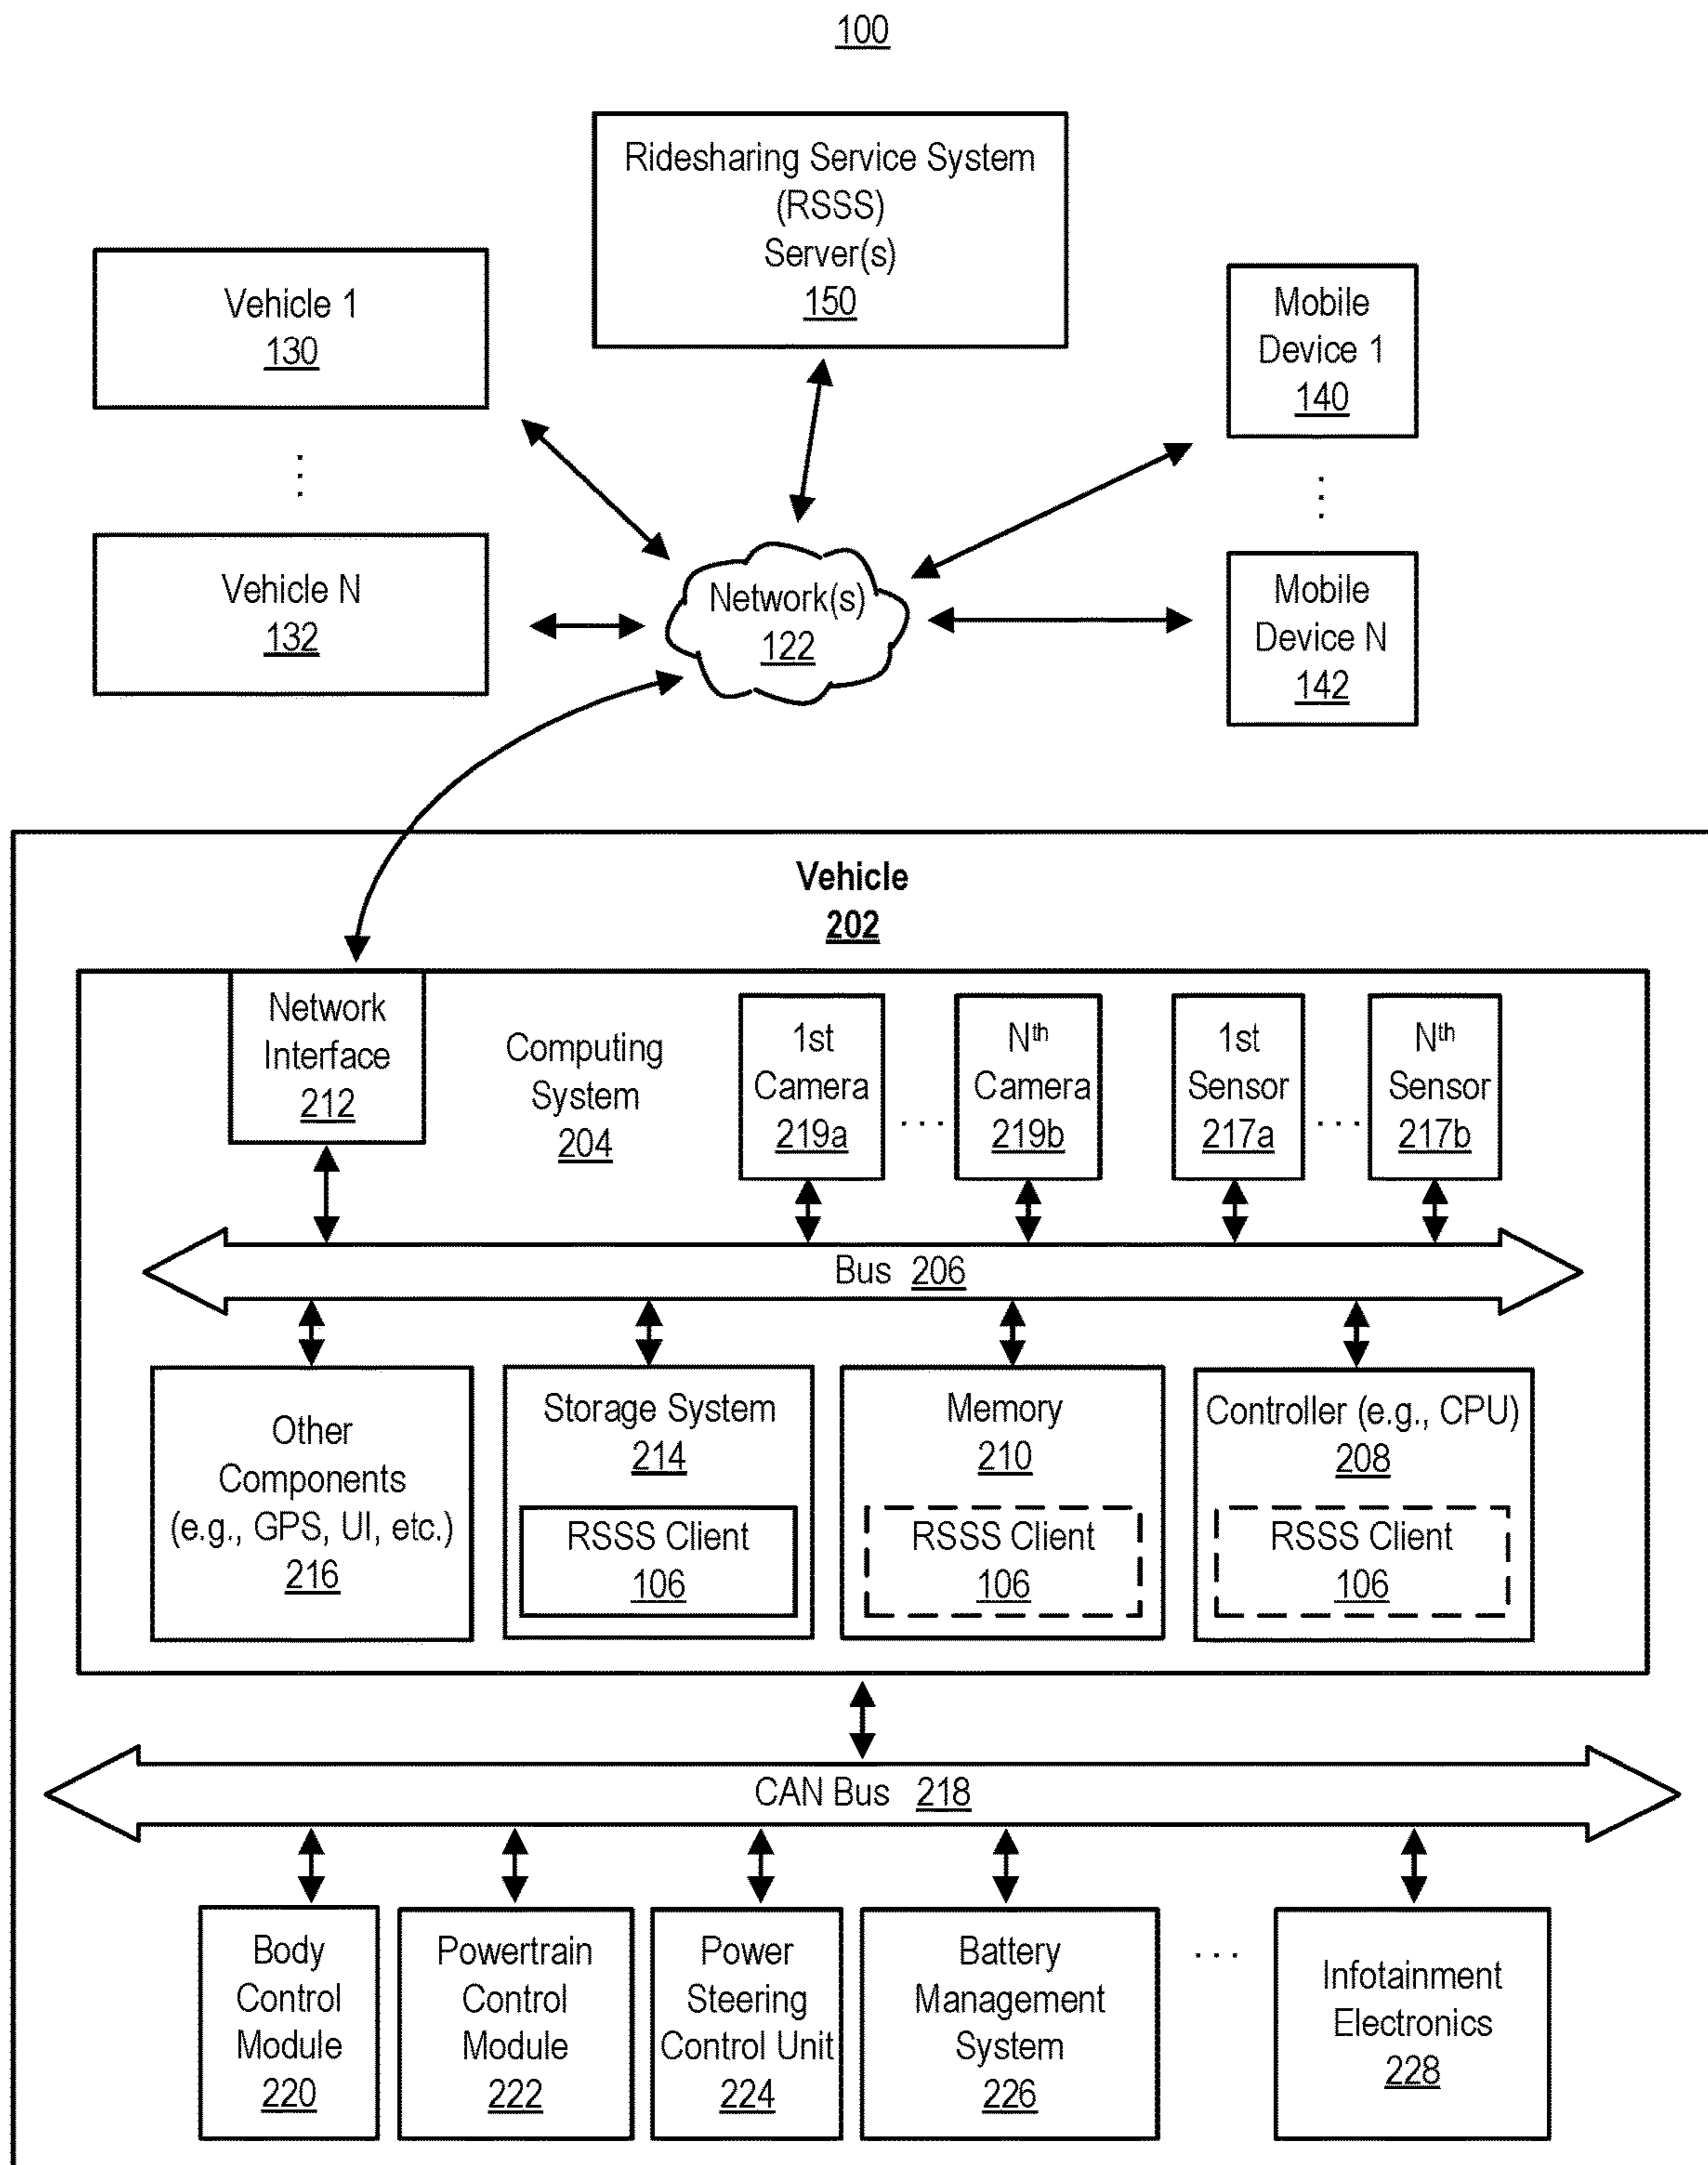 100
Ridesharing Service System
(RSSS)
Server(s)
150
Vehicle 1
130
Mobile
Device 1
140
Vehicle N
132
Network(s)
122
Mobile
Device N
142
Vehicle
202
Network
Interface
212
Computing
System
204
1st
Camera
219a
...
Nth
Camera
219b
1st
Sensor
217a
...
Nth
Sensor
217b
Bus 206
Other
Components
(e.g., GPS, UI, etc.)
216
Storage System
214
RSSS Client
106
Memory
210
RSSS Client
106
Controller (e.g., CPU)
208
RSSS Client
106
CAN Bus 218
Body
Control
Module
220
Powertrain
Control
Module
222
Power
Steering
Control Unit
224
Battery
Management
System
226
...
Infotainment
Electronics
228